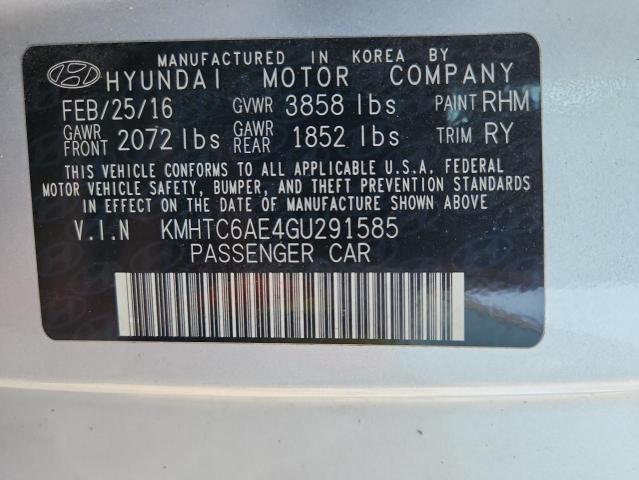 MANUFACTURED IN KOREA BY
HYUNDAI MOTOR COMPANY
FEB/25/16 GVWR 3858 lbs PAINT RHM
GAWR FRONT 2072 lbs GAWR REAR 1852 lbs TRIM RY
THIS VEHICLE CONFORMS TO ALL APPLICABLE U.S.A. FEDERAL
MOTOR VEHICLE SAFETY, BUMPER, AND THEFT PREVENTION STANDARDS
IN EFFECT ON THE DATE OF MANUFACTURE SHOWN ABOVE
V.I.N KMHTC6AE4GU291585
PASSENGER CAR